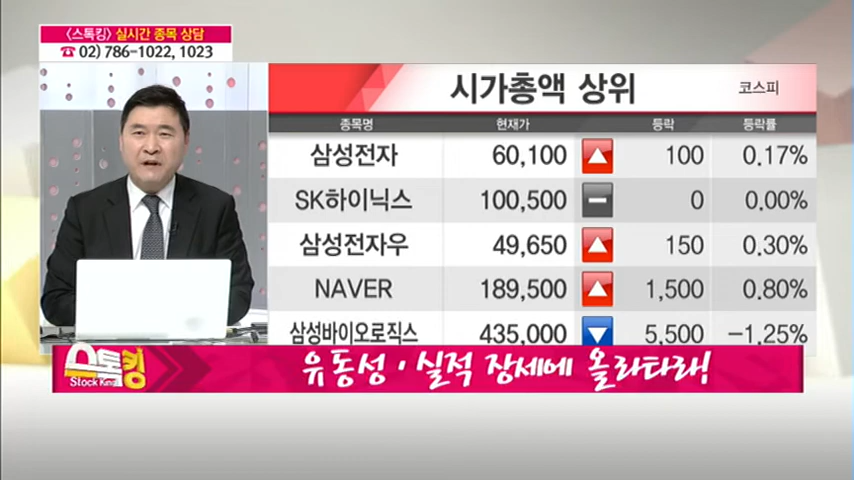 <스톡킹> 실시간 종목 상담
☎ 02) 786-1022, 1023
시가총액 상위 코스피
종목명 현재가 등락 등락률
삼성전자 60,100 100 0.17%
SK하이닉스 100,500 0 0.00%
삼성전자우 49,650 150 0.30%
NAVER 189,500 1,500 0.80%
삼성바이오로직스 435,000 5,500 -1.25%
스톡킹
Stock King
유동성·실적 장세에 올라타라!